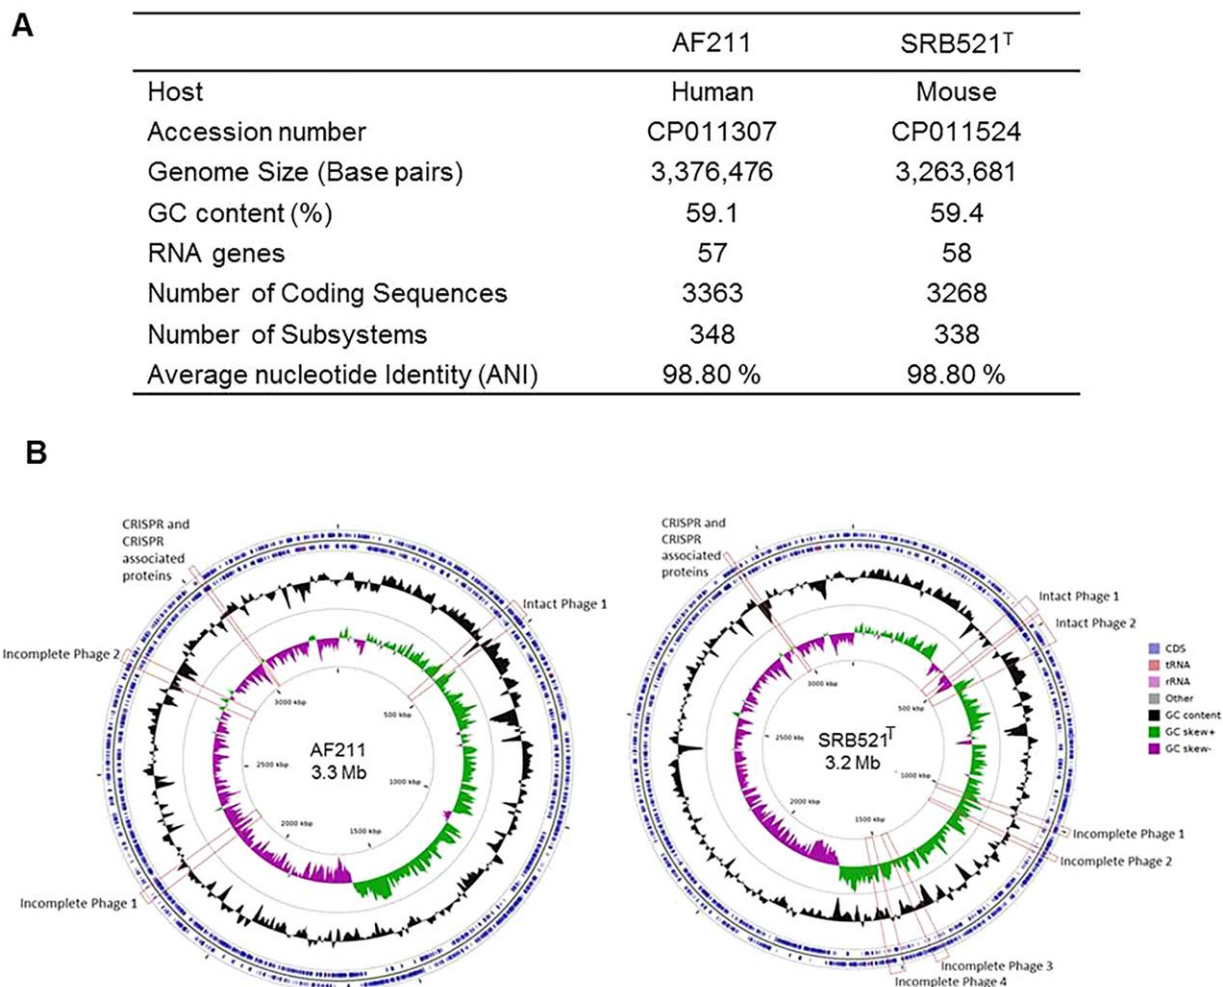 A
AF211 SRB521T
Host Human Mouse
Accession number CP011307 CP011524
Genome Size (Base pairs) 3,376,476 3,263,681
GC content (%) 59.1 59.4
RNA genes 57 58
Number of Coding Sequences 3363 3268
Number of Subsystems 348 338
Average nucleotide Identity (ANI) 98.80 % 98.80 %
B
CRISPR and
CRISPR
associated
proteins
Intact Phage 1
Incomplete Phage 2
3000 kbp
500 kbp
AF211
3.3 Mb
2500 kbp
1000 kbp
2000 kbp
1500 kbp
Incomplete Phage 1
CRISPR and
CRISPR
associated
proteins
Intact Phage 1
Intact Phage 2
3000 kbp
500 kbp
SRB521T
3.2 Mb
2500 kbp
1000 kbp
2000 kbp
1500 kbp
Incomplete Phage 1
Incomplete Phage 2
Incomplete Phage 3
Incomplete Phage 4
CDS
tRNA
rRNA
Other
GC content
GC skew+
GC skew-